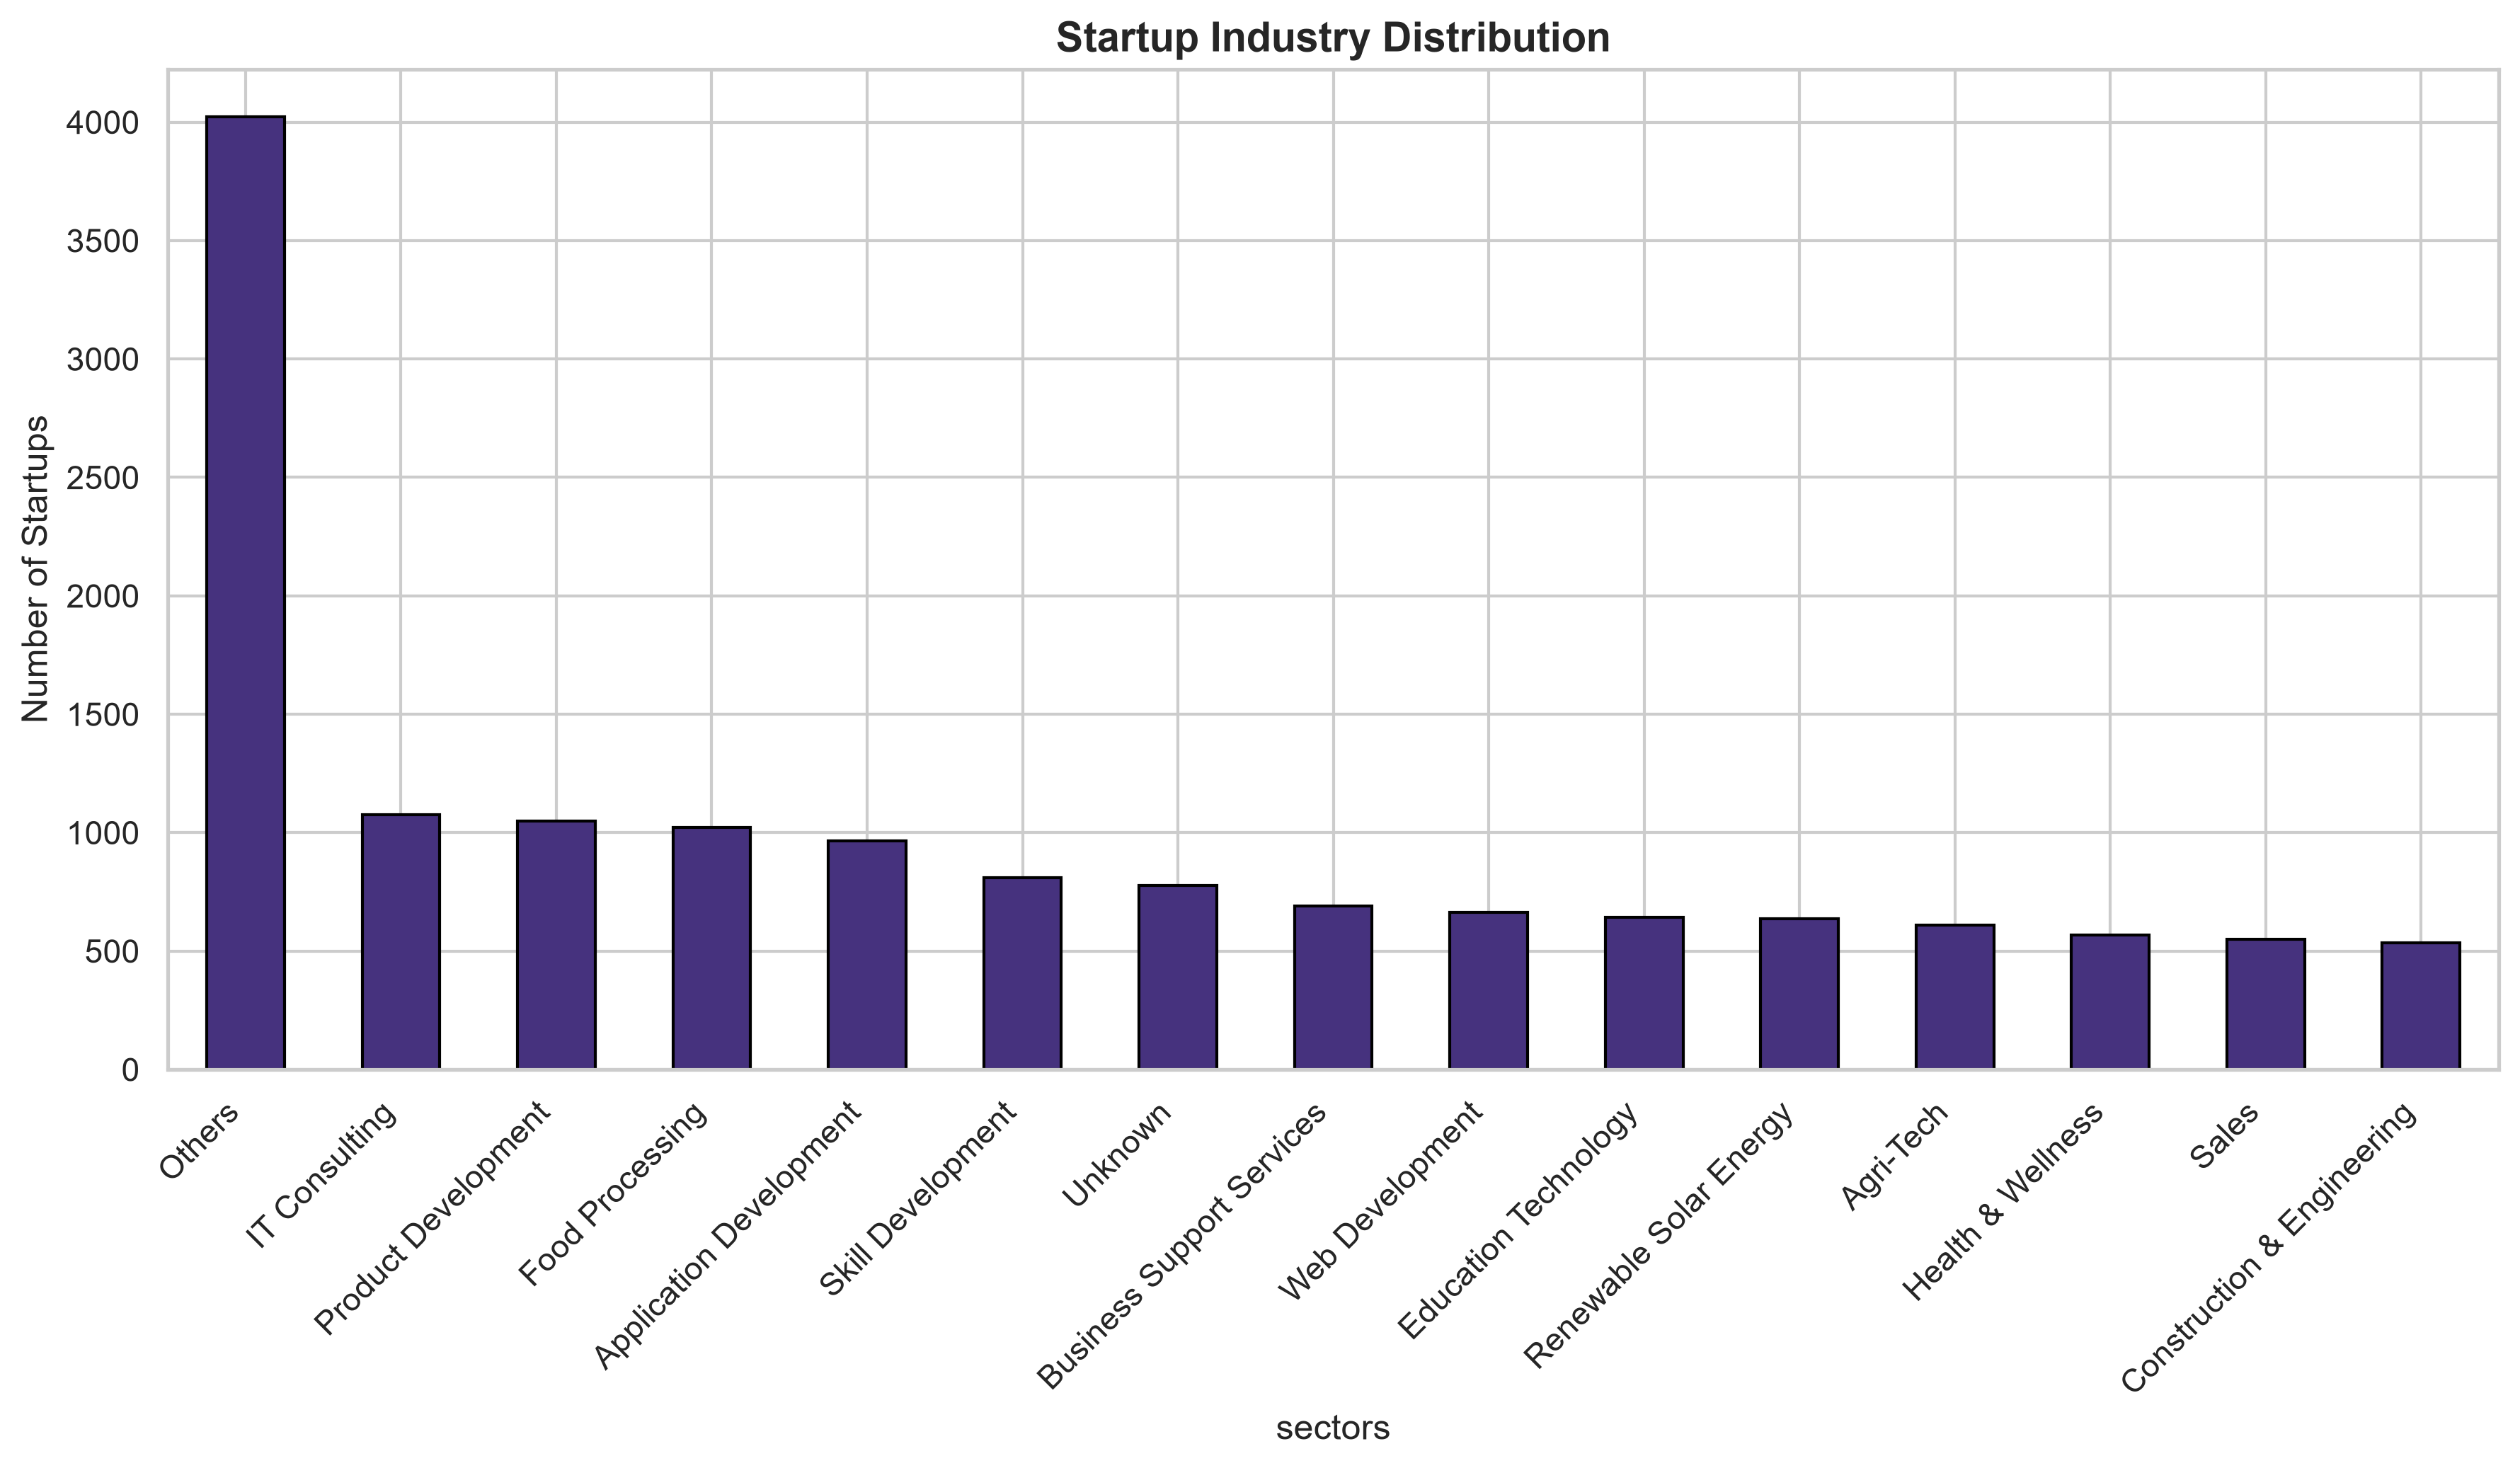 Startup Industry Distribution
Number of Startups
4000
3500
3000
2500
2000
1500
1000
500
0
Others
IT Consulting
Product Development
Food Processing
Application Development
Skill Development
Unknown
Business Support Services
Web Development
Education Technology
Renewable Solar Energy
Agri-Tech
Health & Wellness
Sales
Construction & Engineering
sectors